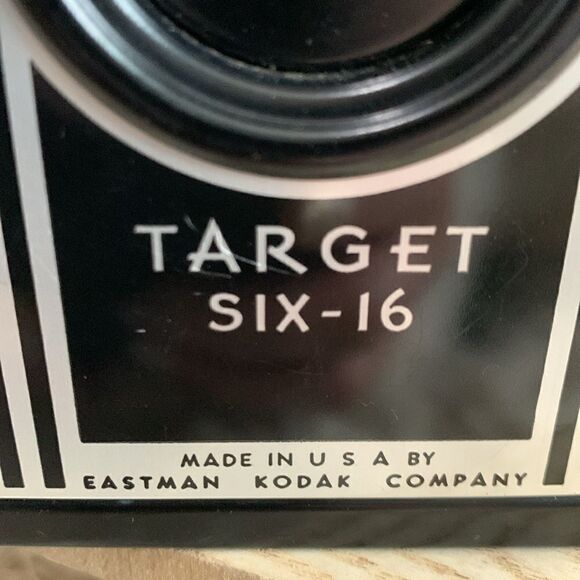 TARGET
SIX-16
MADE IN U S A BY
EASTMAN KODAK COMPANY